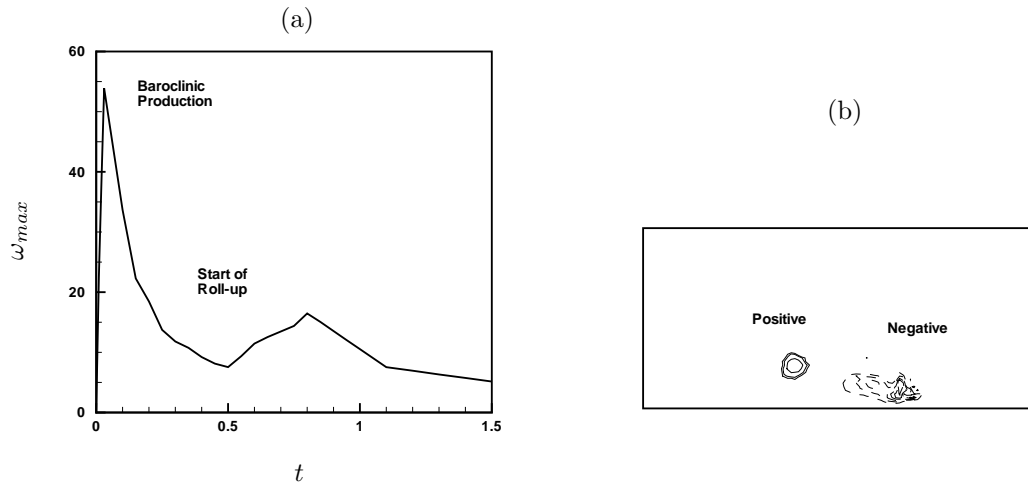 (a)
60
Baroclinic
Production
40
ω_max
Start of
Roll-up
20
0
0
0.5
1
1.5
t
(b)
Positive
Negative